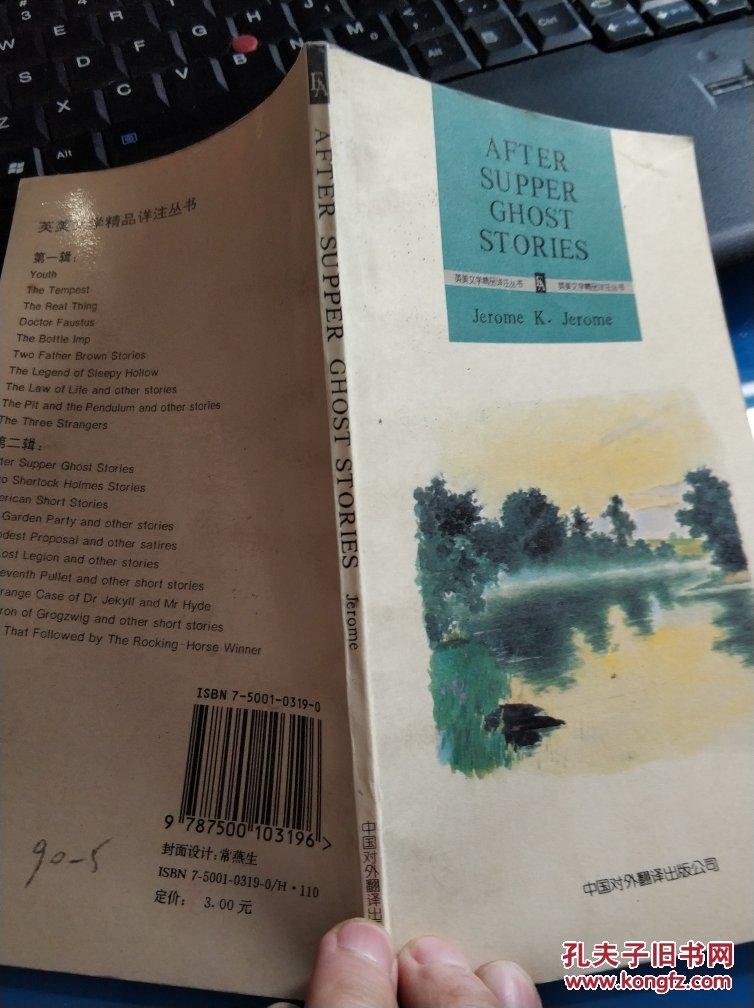 英美文学精品详注丛书
第一辑：
Youth
The Tempest
The Real Thing
Doctor Faustus
The Bottle Imp
Two Father Brown Stories
The Legend of Sleepy Hollow
The Law of Life and other stories
The Pit and the Pendulum and other stories
The Three Strangers
第二辑：
ter Supper Ghost Stories
o Sherlock Holmes Stories
erican Short Stories
Garden Party and other stories
odest Proposal and other satires
Lost Legion and other stories
eventh Pullet and other short stories
range Case of Dr Jekyll and Mr Hyde
ron of Grogzwig and other short stories
That Followed by The Rocking-Horse Winner
ISBN 7-5001-0319-0
9 787500 103196>
封面设计：常燕生
ISBN 7-5001-0319-0/H·110
定价： 3.00元
90-5
AFTER SUPPER GHOST STORIES Jerome
中国对外翻译出
AFTER
SUPPER
GHOST
STORIES
英美文学精品详注丛书 英美文学精品详注丛书
Jerome K. Jerome
中国对外翻译出版公司
Alt
孔夫子旧书网
www.kongfz.com